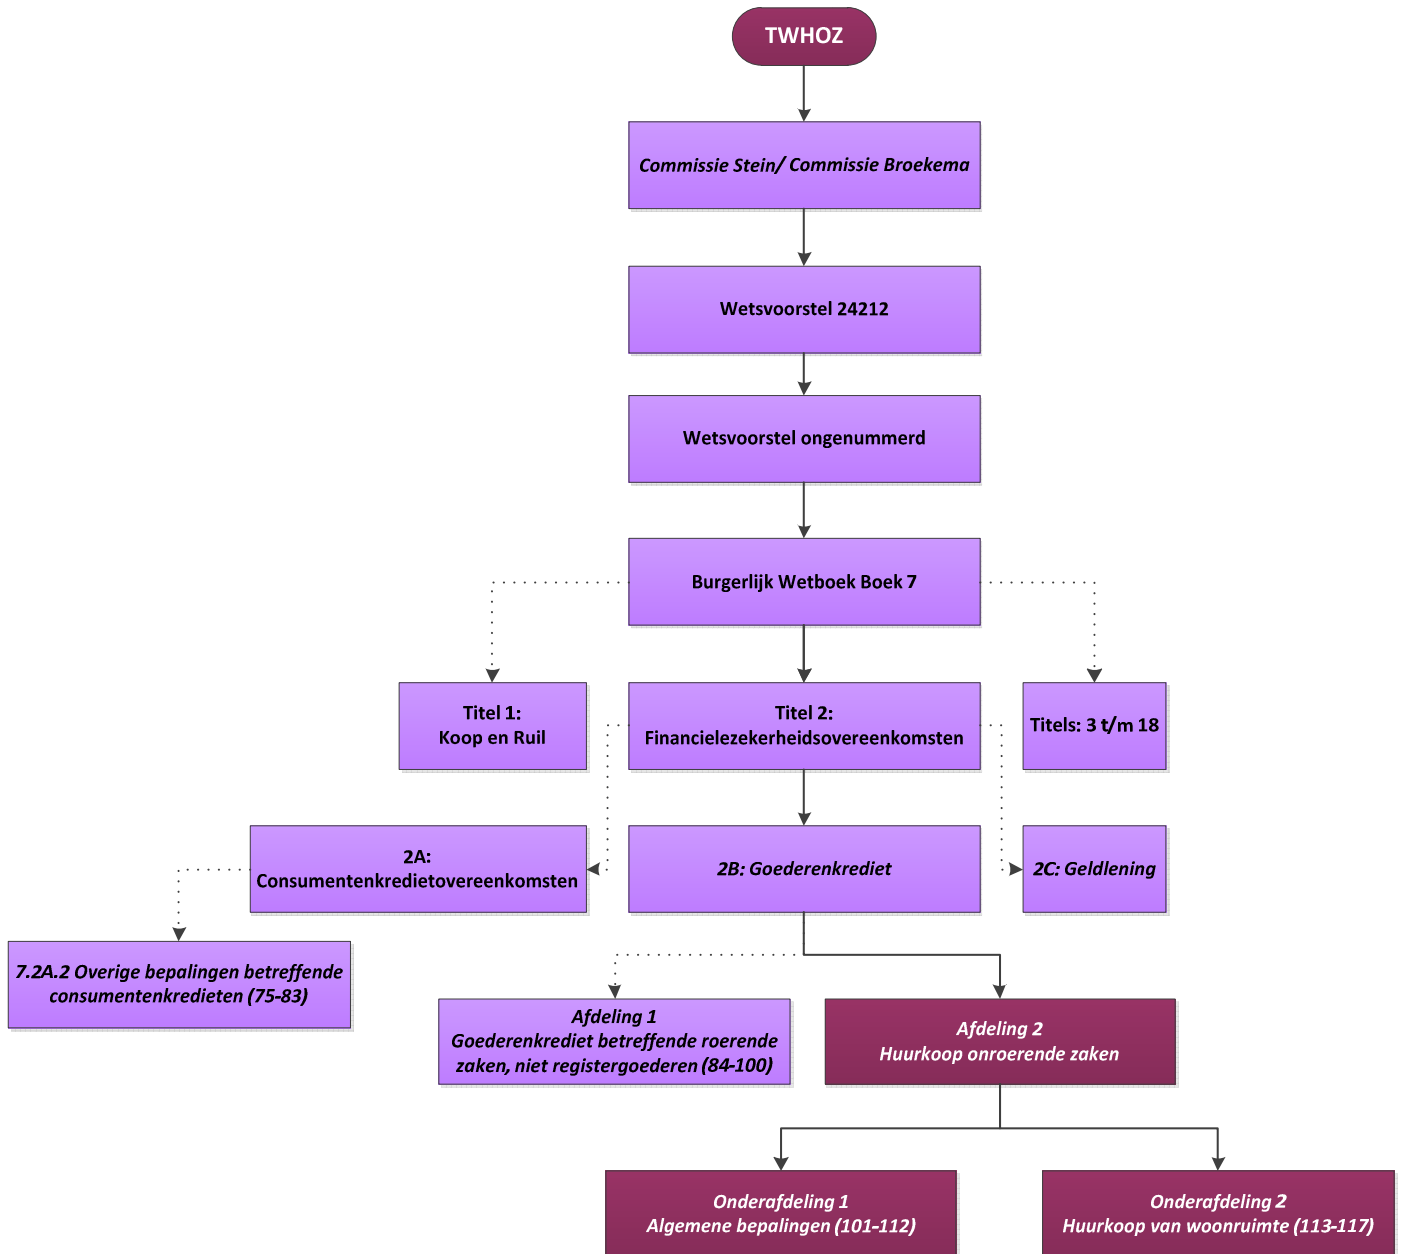 TWHOZ
Commissie Stein/ Commissie Broekema
Wetsvoorstel 24212
Wetsvoorstel ongenummerd
Burgerlijk Wetboek Boek 7
Titel 1:
Koop en Ruil
Titel 2:
Financielezekerheidsovereenkomsten
Titels: 3 t/m 18
2A:
Consumentenkredietovereenkomsten
2B: Goederenkrediet
2C: Geldlening
7.2A.2 Overige bepalingen betreffende
consumentenkredieten (75-83)
Afdeling 1
Goederenkrediet betreffende roerende
zaken, niet registergoederen (84-100)
Afdeling 2
Huurkoop onroerende zaken
Onderafdeling 1
Algemene bepalingen (101-112)
Onderafdeling 2
Huurkoop van woonruimte (113-117)